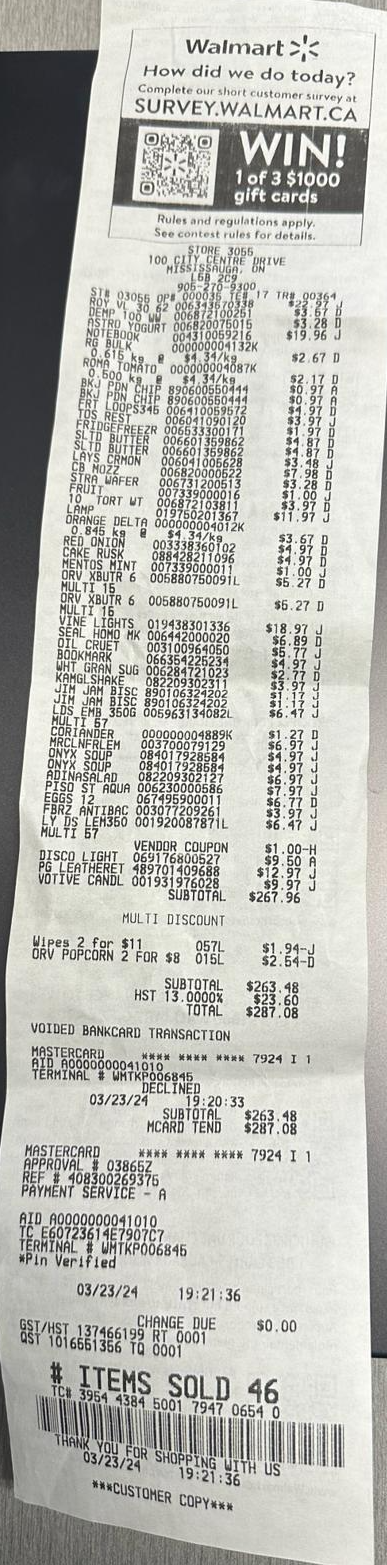 Walmart
How did we do today?
Complete our short customer survey at
SURVEY.WALMART.CA
WIN!
1 of 3 $1000
gift cards
Rules and regulations apply.
See contest rules for details.
STORE 3055
100 CITY CENTRE DRIVE
MISSISSAUGA, ON
L5B 2C9
905-270-9300
ST# 03055 OP# 000035 TE# 17 TR# 00364
ROY VL 30 62 006343570338 $22.97 J
DEMP 100 WW 006872100251 $3.57 D
ASTRO YOGURT 006820075015 $3.28 D
NOTEBOOK 004310059216 $19.96 J
RG BULK 000000004132K
0.615 kg @ $4.34/kg $2.67 D
ROMA TOMATO 000000004087K
0.500 kg @ $4.34/kg $2.17 D
BKJ PDN CHIP 890600550444 $0.97 A
BKJ PDN CHIP 890600550444 $0.97 A
FRT LOOPS345 006410059572 $4.97 D
TOS RES 006041090120 $3.97 J
FRIDGEFREEZR 006533300171 $1.97 D
SLTD BUTTER 006601359862 $4.87 D
SLTD BUTTER 006601359862 $4.87 D
LAYS CRMON 006041005628 $3.48 J
CB MOZZ 006820000522 $7.98 D
STRA WAFER 006731200513 $3.28 D
FRUIT 007339000016 $1.00 J
10 TORT WT 006872103811 $3.97 D
LAMP 019750201367 $11.97 J
ORANGE DELTA 000000004012K
0.845 kg @ $4.34/kg $3.67 D
RED ONION 003338360102 $4.97 D
CAKE RUSK 088428211096 $4.97 D
MENTOS MINT 007339000011 $1.00 J
ORV XBUTR 6 005880750091L $5.27 D
MULTI 15
ORV XBUTR 6 005880750091L $5.27 D
MULTI 15
VINE LIGHTS 019438301336 $18.97 J
SEAL HOMO MK 006442000020 $6.89 D
OIL CRUET 003100964050 $5.77 J
BOOKMARK 066354225234 $4.97 J
WHT GRAN SUG 006284721023 $2.77 D
KAMGLSHAKE 082209302311 $3.97 J
JIM JAM BISC 890106324202 $1.17 J
JIM JAM BISC 890106324202 $1.17 J
LDS EMB 350G 005963134082L $6.47 J
MULTI 57
CORIANDER 000000004889K $1.27 D
MRCLNFRLEM 003700079129 $6.97 J
ONYX SOUP 084017928584 $4.97 J
ONYX SOUP 084017928584 $4.97 J
ADINASALAD 082209302127 $6.97 J
PISO ST AQUA 006230000586 $7.97 J
EGGS 12 067495900011 $6.77 D
FBRZ ANTIBAC 003077209261 $3.97 J
LY DS LEM350 001920087871L $6.47 J
MULTI 57
VENDOR COUPON $1.00-H
DISCO LIGHT 069176800527 $9.50 A
PG LEATHERET 489701409688 $12.97 J
VOTIVE CANDL 001931976028 $9.97 J
SUBTOTAL $267.96
MULTI DISCOUNT
Wipes 2 for $11 057L $1.94-J
ORV POPCORN 2 FOR $8 015L $2.54-D
SUBTOTAL $263.48
HST 13.0000% $23.60
TOTAL $287.08
VOIDED BANKCARD TRANSACTION
MASTERCARD **** **** **** 7924 I 1
AID A0000000041010
TERMINAL # WMTKP006845
DECLINED
03/23/24 19:20:33
SUBTOTAL $263.48
MCARD TEND $287.08
MASTERCARD **** **** **** 7924 I 1
APPROVAL # 03865Z
REF # 408300269375
PAYMENT SERVICE - A
AID A0000000041010
TC E60723614E7907C7
TERMINAL # WMTKP006845
*Pin Verified
03/23/24 19:21:36
CHANGE DUE $0.00
GST/HST 137466199 RT 0001
QST 1016551356 TQ 0001
# ITEMS SOLD 46
TC# 3954 4384 5001 7947 0654 0
THANK YOU FOR SHOPPING WITH US
03/23/24 19:21:36
***CUSTOMER COPY***